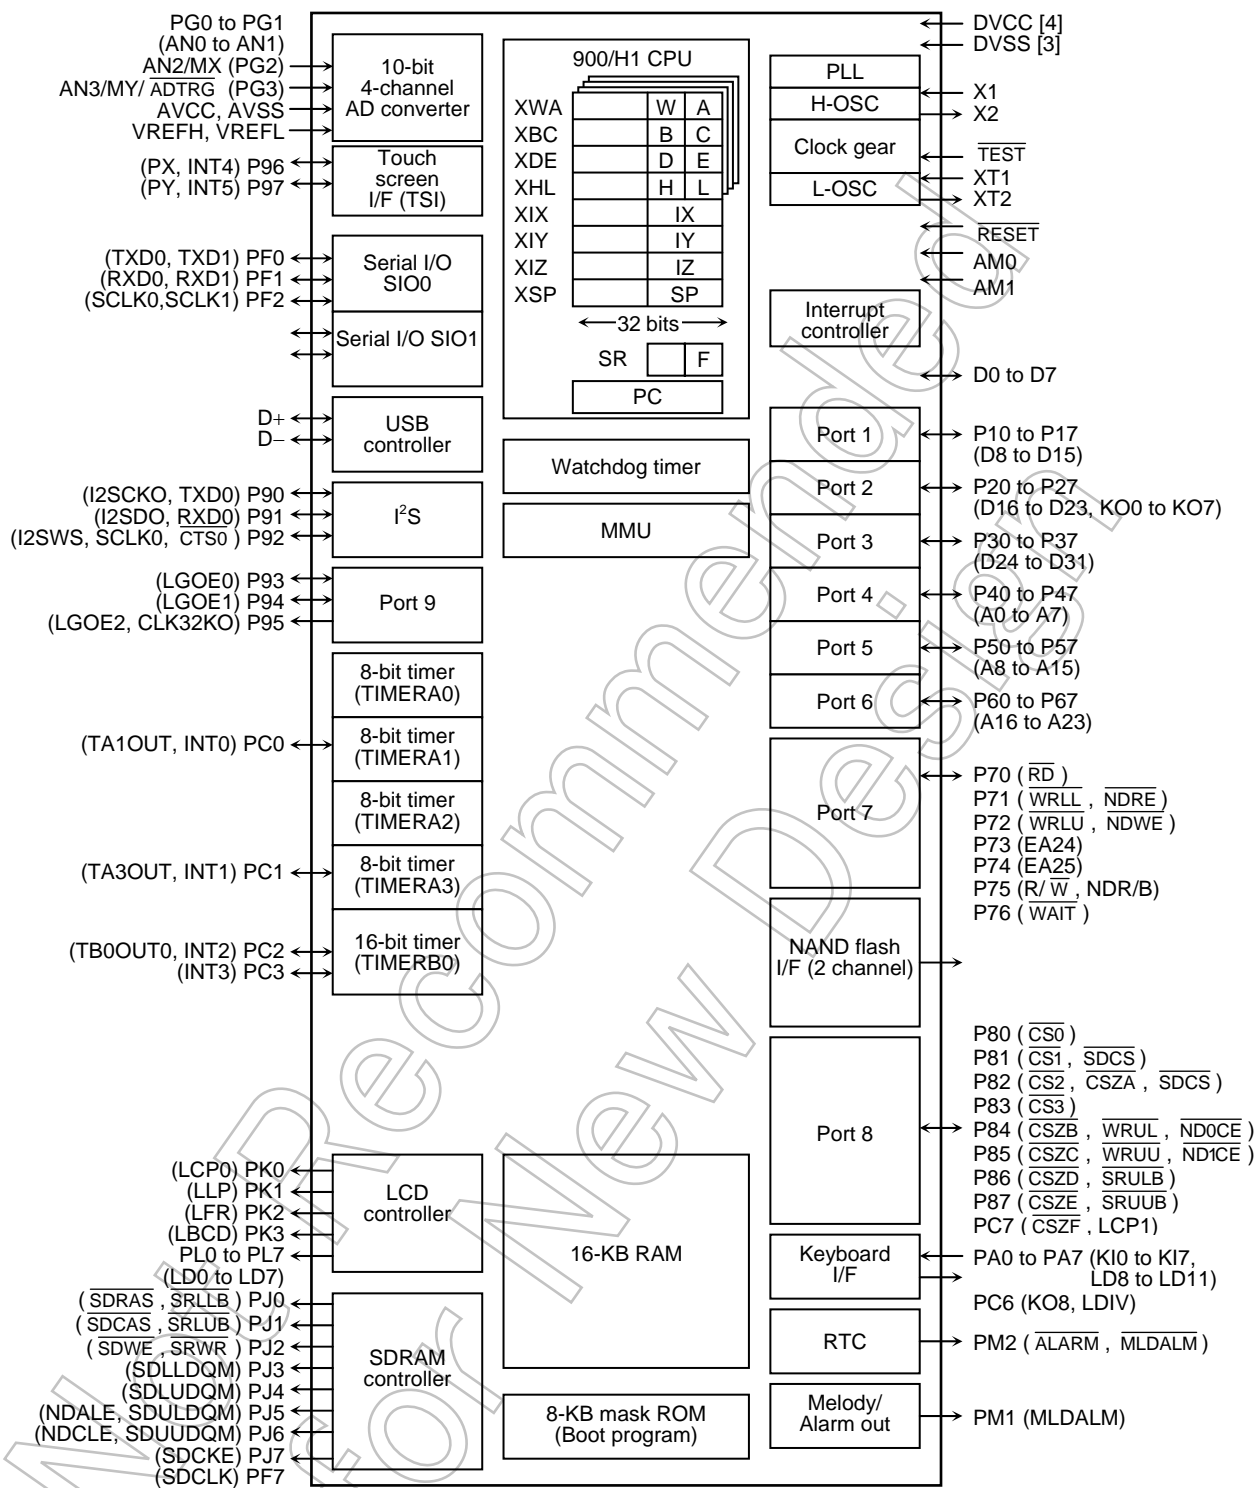 PG0 to PG1
(AN0 to AN1)
AN2/MX (PG2)
AN3/MY/ ADTRG (PG3)
AVCC, AVSS
VREFH, VREFL
10-bit
4-channel
AD converter
(PX, INT4) P96
(PY, INT5) P97
Touch
screen
I/F (TSI)
(TXD0, TXD1) PF0
(RXD0, RXD1) PF1
(SCLK0,SCLK1) PF2
Serial I/O
SIO0
Serial I/O SIO1
D+
D−
USB
controller
(I2SCKO, TXD0) P90
(I2SDO, RXD0) P91
(I2SWS, SCLK0, CTS0 ) P92
I²S
(LGOE0) P93
(LGOE1) P94
(LGOE2, CLK32KO) P95
Port 9
8-bit timer
(TIMERA0)
(TA1OUT, INT0) PC0
8-bit timer
(TIMERA1)
8-bit timer
(TIMERA2)
(TA3OUT, INT1) PC1
8-bit timer
(TIMERA3)
(TB0OUT0, INT2) PC2
(INT3) PC3
16-bit timer
(TIMERB0)
(LCP0) PK0
(LLP) PK1
(LFR) PK2
(LBCD) PK3
PL0 to PL7
(LD0 to LD7)
LCD
controller
( SDRAS , SRLLB ) PJ0
( SDCAS , SRLUB ) PJ1
( SDWE , SRWR ) PJ2
(SDLLDQM) PJ3
(SDLUDQM) PJ4
(NDALE, SDULDQM) PJ5
(NDCLE, SDUUDQM) PJ6
(SDCKE) PJ7
(SDCLK) PF7
SDRAM
controller
900/H1 CPU
XWA W A
XBC B C
XDE D E
XHL H L
XIX IX
XIY IY
XIZ IZ
XSP SP
32 bits
SR F
PC
Watchdog timer
MMU
16-KB RAM
8-KB mask ROM
(Boot program)
DVCC [4]
DVSS [3]
PLL
H-OSC
Clock gear
L-OSC
X1
X2
TEST
XT1
XT2
RESET
AM0
AM1
Interrupt
controller
D0 to D7
Port 1
P10 to P17
(D8 to D15)
Port 2
P20 to P27
(D16 to D23, KO0 to KO7)
Port 3
P30 to P37
(D24 to D31)
Port 4
P40 to P47
(A0 to A7)
Port 5
P50 to P57
(A8 to A15)
Port 6
P60 to P67
(A16 to A23)
Port 7
P70 ( RD )
P71 ( WRLL , NDRE )
P72 ( WRLU , NDWE )
P73 (EA24)
P74 (EA25)
P75 (R/ W , NDR/B)
P76 ( WAIT )
NAND flash
I/F (2 channel)
Port 8
P80 ( CS0 )
P81 ( CS1 , SDCS )
P82 ( CS2 , CSZA , SDCS )
P83 ( CS3 )
P84 ( CSZB , WRUL , ND0CE )
P85 ( CSZC , WRUU , ND1CE )
P86 ( CSZD , SRULB )
P87 ( CSZE , SRUUB )
PC7 ( CSZF , LCP1)
Keyboard
I/F
PA0 to PA7 (KI0 to KI7,
LD8 to LD11)
PC6 (KO8, LDIV)
RTC
PM2 ( ALARM , MLDALM )
Melody/
Alarm out
PM1 (MLDALM)
Not Recommended
for New Design